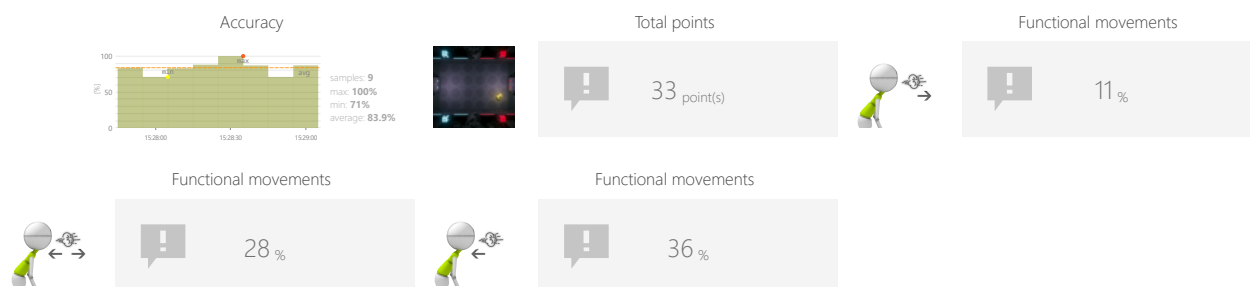 Accuracy
100
50
0
[%]
min
max
avg
15:28:00
15:28:30
15:29:00
samples: 9
max: 100%
min: 71%
average: 83.9%
Total points
33 point(s)
Functional movements
11 %
Functional movements
28 %
Functional movements
36 %